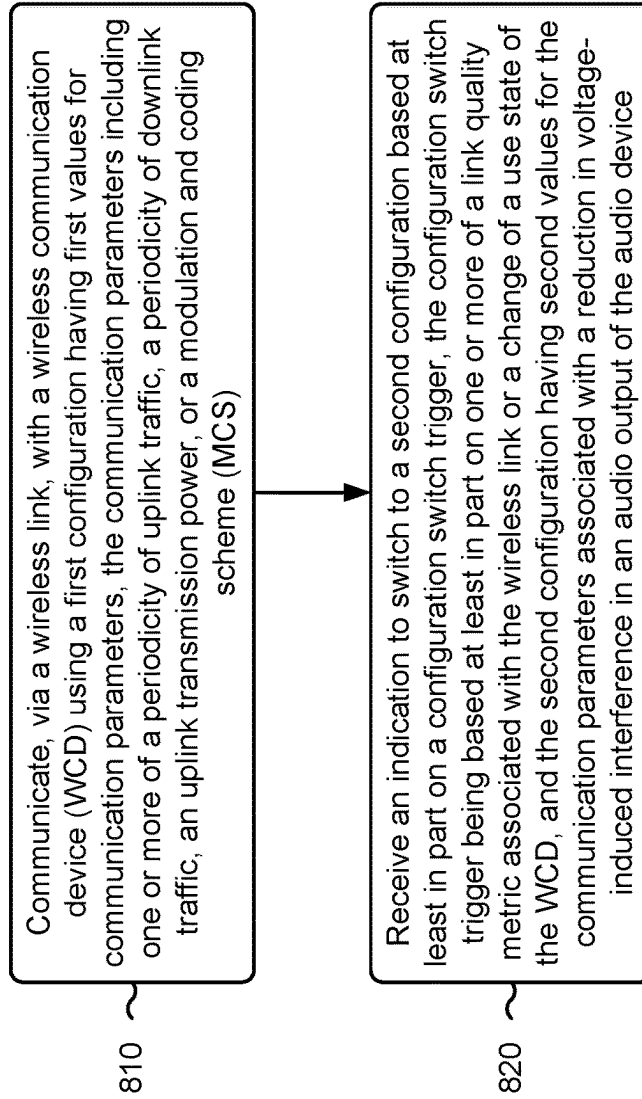 810
Communicate, via a wireless link, with a wireless communication
device (WCD) using a first configuration having first values for
communication parameters, the communication parameters including
one or more of a periodicity of uplink traffic, a periodicity of downlink
traffic, an uplink transmission power, or a modulation and coding
scheme (MCS)
820
Receive an indication to switch to a second configuration based at
least in part on a configuration switch trigger, the configuration switch
trigger being based at least in part on one or more of a link quality
metric associated with the wireless link or a change of a use state of
the WCD, and the second configuration having second values for the
communication parameters associated with a reduction in voltage-
induced interference in an audio output of the audio device